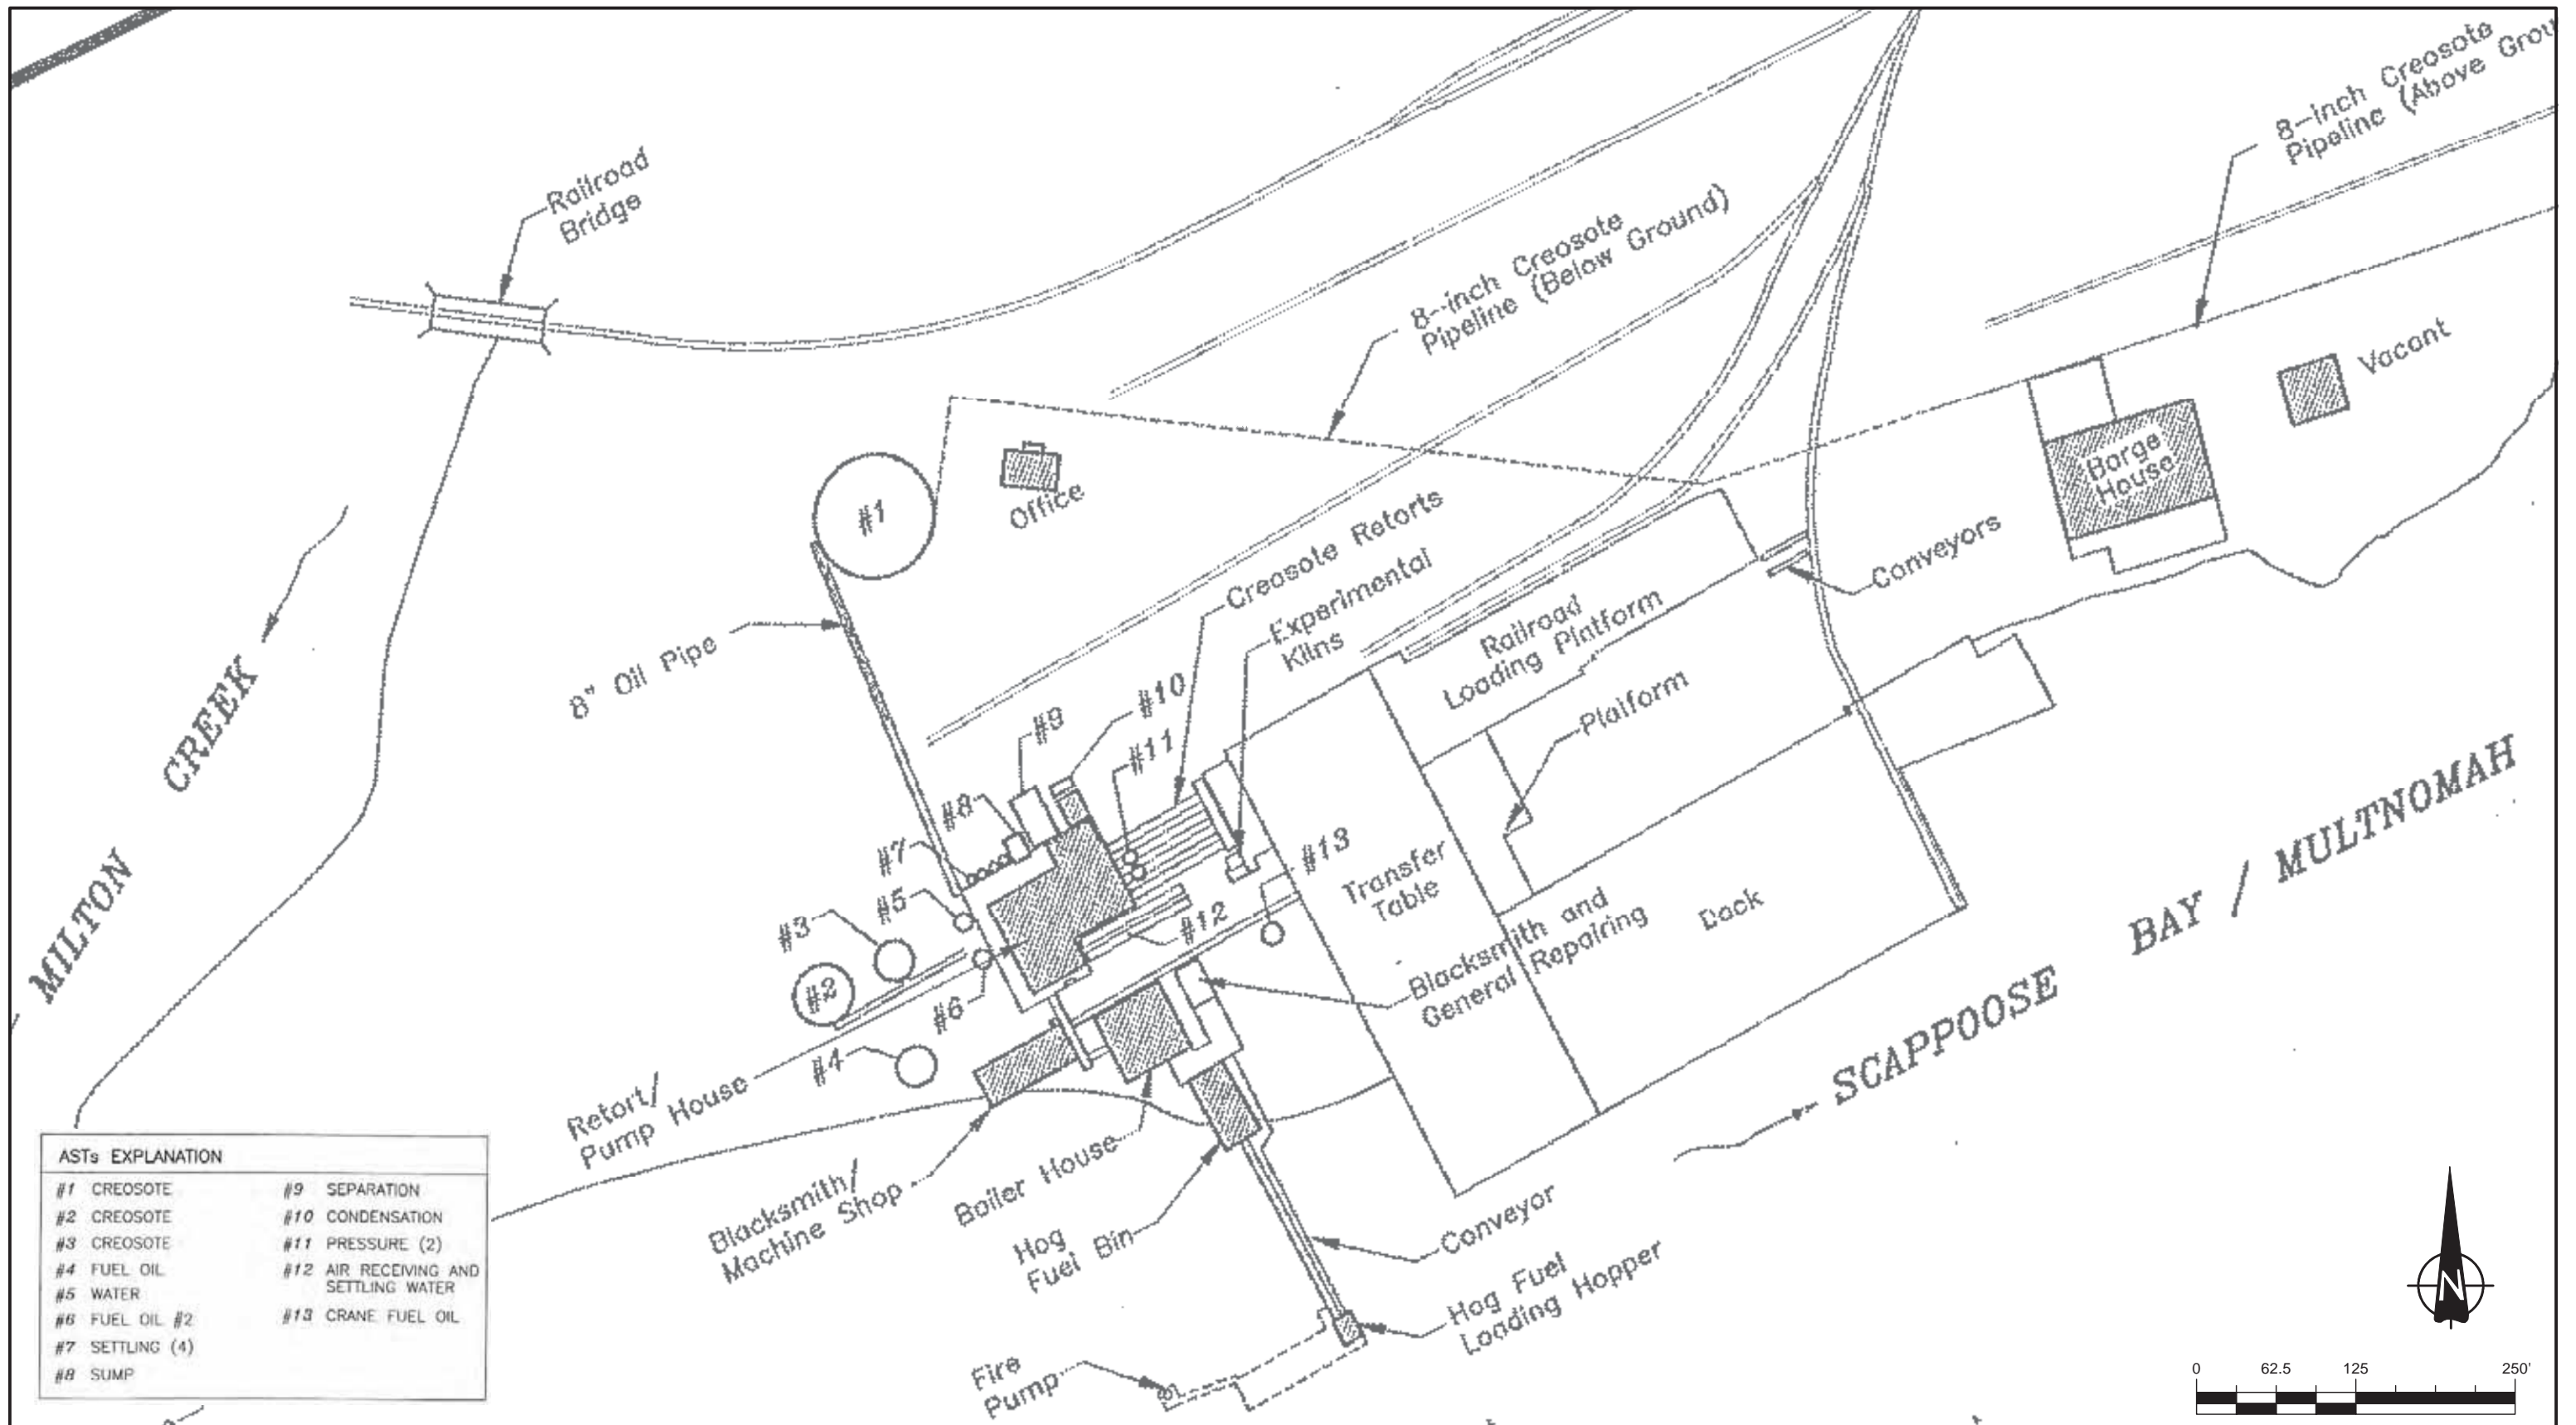 8-inch Creosote
Pipeline (Above Grou
Railroad
Bridge
8-inch Creosote
Pipeline (Below Ground)
Vacant
Barge
House
#1
Office
Creosote Retorts
Experimental
Kilns
Railroad
Loading Platform
Conveyors
8" Oil Pipe
Platform
MILTON CREEK
#9
#10
#11
#8
#7
#5
#3
#2
#6
#4
#12
#13
Transfer
Table
Blacksmith and
General Repairing
Dock
SCAPPOOSE BAY / MULTNOMAH
Retort/
Pump House
Blacksmith/
Machine Shop
Boiler House
Hog
Fuel Bin
Conveyor
Hog Fuel
Loading Hopper
Fire
Pump
ASTs EXPLANATION
#1 CREOSOTE
#2 CREOSOTE
#3 CREOSOTE
#4 FUEL OIL
#5 WATER
#6 FUEL OIL #2
#7 SETTLING (4)
#8 SUMP
#9 SEPARATION
#10 CONDENSATION
#11 PRESSURE (2)
#12 AIR RECEIVING AND
SETTLING WATER
#13 CRANE FUEL OIL
N
0 62.5 125 250'